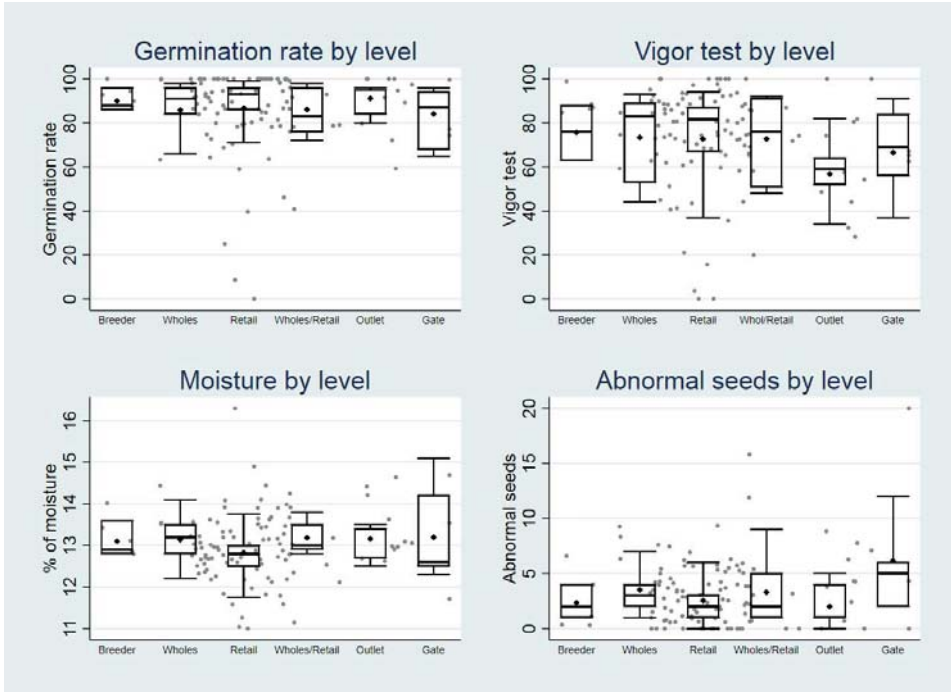 Germination rate by level
Germination rate
100
80
60
40
20
0
Breeder Wholes Retail Wholes/Retail Outlet Gate
Vigor test by level
Vigor test
100
80
60
40
20
0
Breeder Wholes Retail Whol/Retail Outlet Gate
Moisture by level
% of moisture
16
15
14
13
12
11
Breeder Wholes Retail Wholes/Retail Outlet Gate
Abnormal seeds by level
Abnormal seeds
20
15
10
5
0
Breeder Wholes Retail Wholes/Retail Outlet Gate